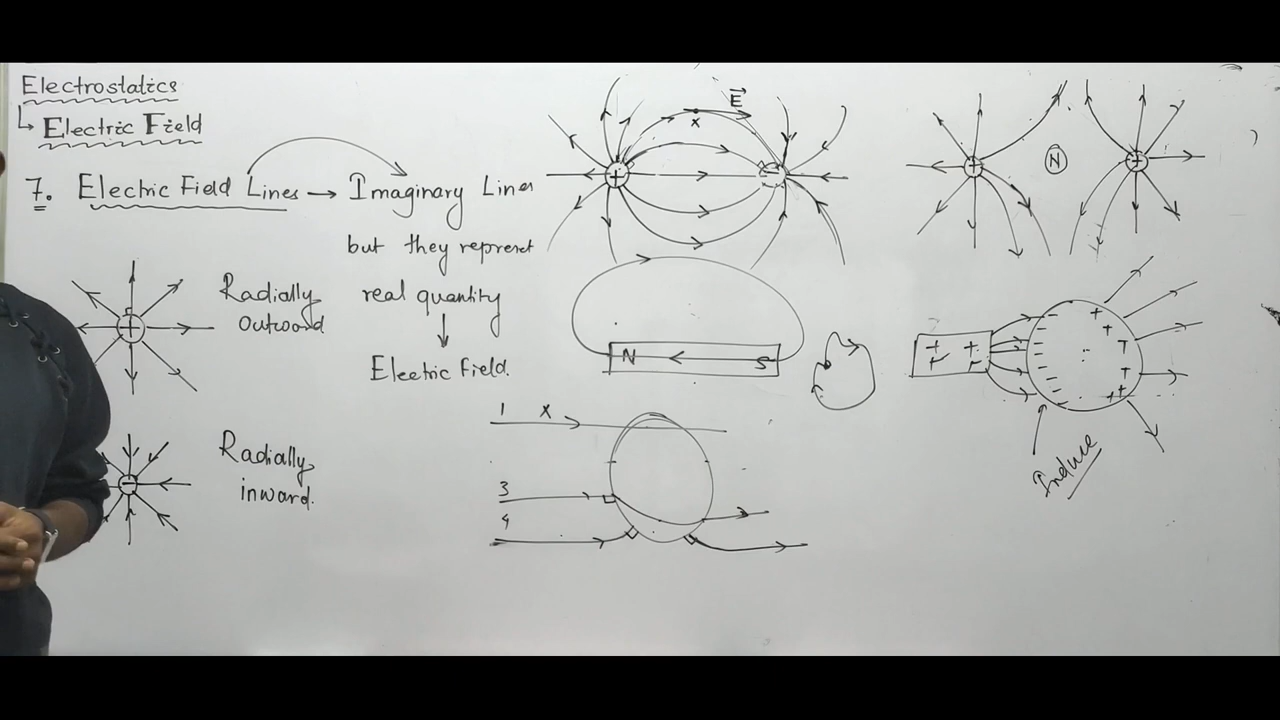 Electrostatics
↳ Electric Field
7. Electric Field Lines → Imaginary Lines
but they represent
real quantity
↓
Electric Field.
Radially
Outward
Radially
inward.
+
-
x
E
+
-
+
N
+
N S
1 x
3
4
+ +
+ +
- - - - - - -
+ + + + + +
Induce